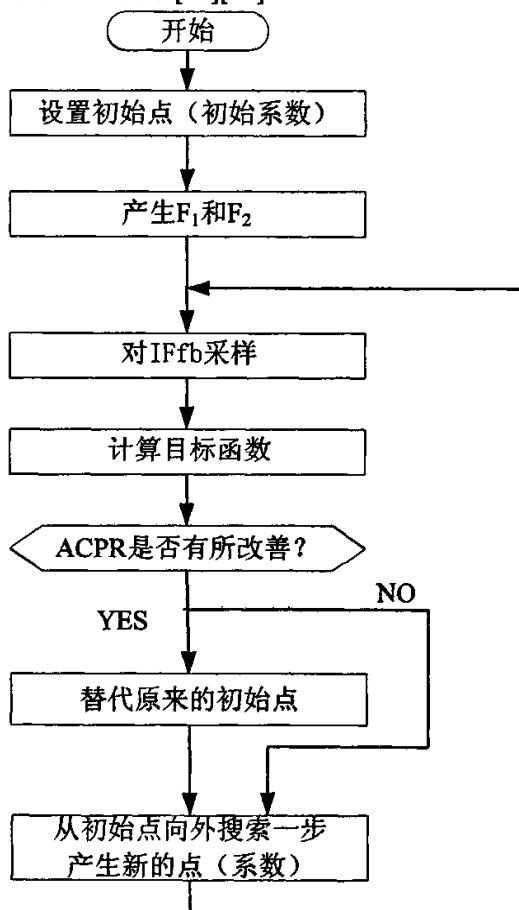 开始
设置初始点（初始系数）
产生F₁和F₂
对IFfb采样
计算目标函数
ACPR是否有所改善？
NO
YES
替代原来的初始点
从初始点向外搜索一步
产生新的点（系数）